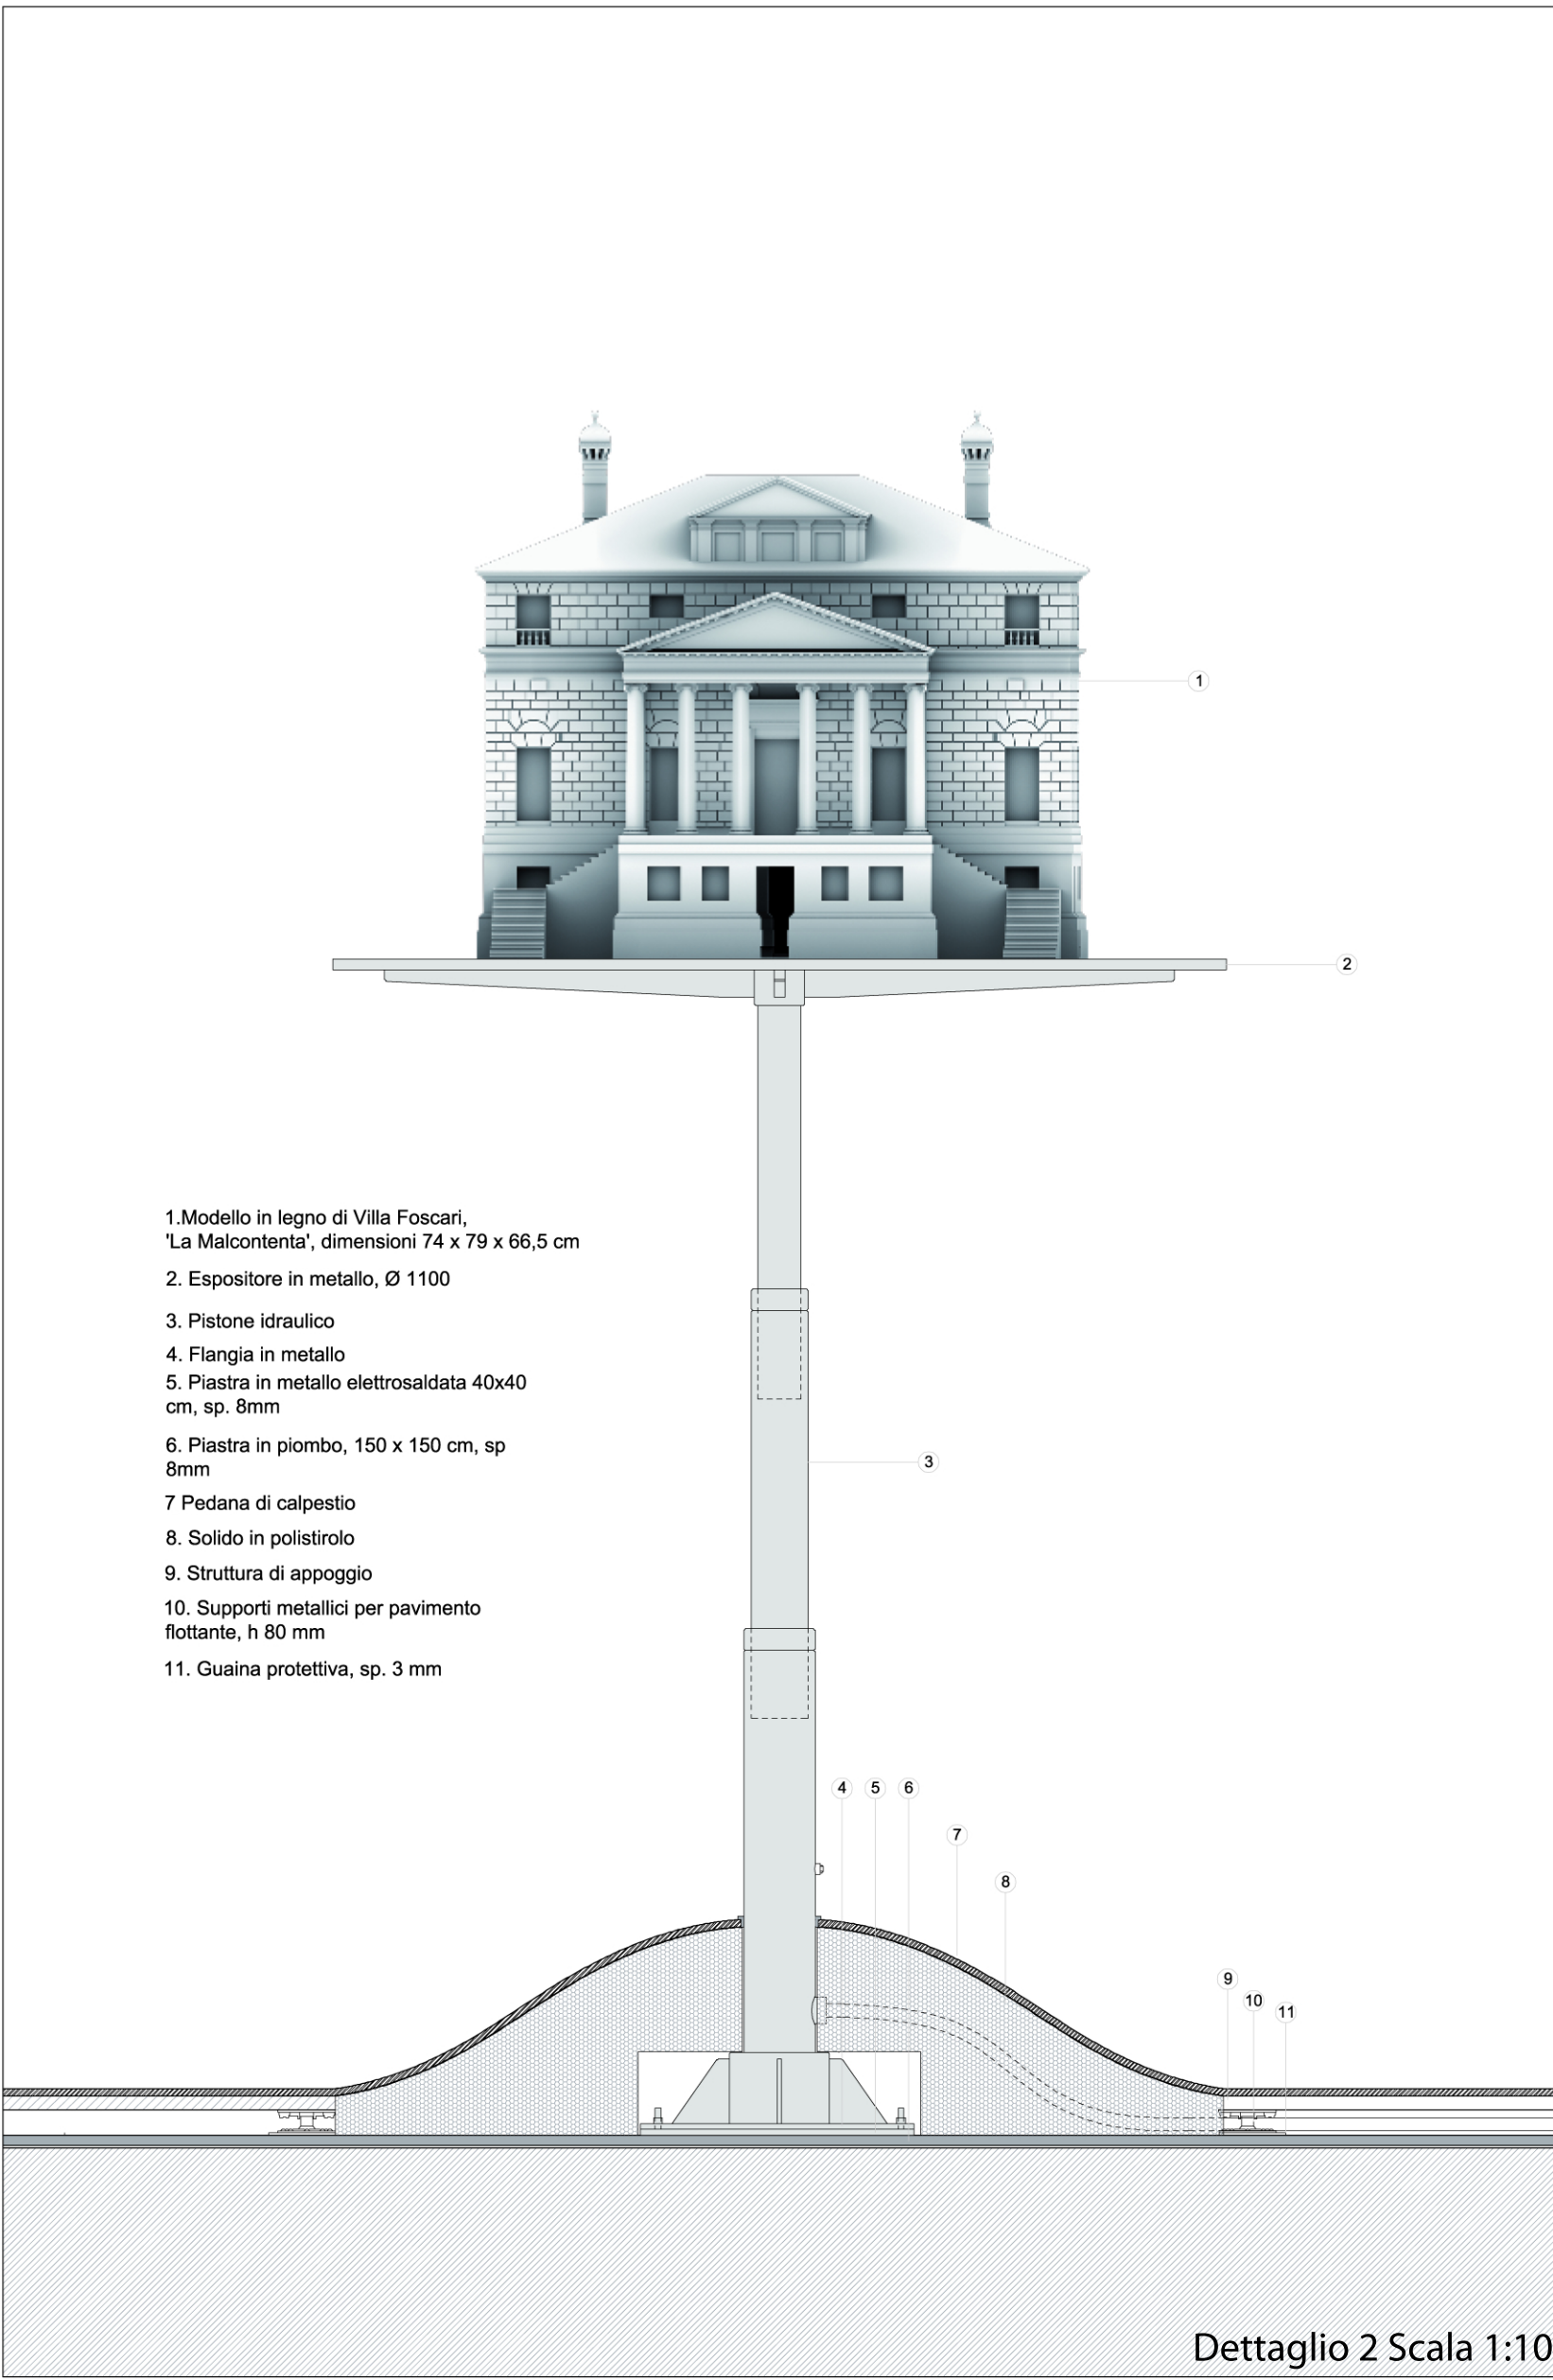 1
2
1.Modello in legno di Villa Foscari,
'La Malcontenta', dimensioni 74 x 79 x 66,5 cm
2. Espositore in metallo, Ø 1100
3. Pistone idraulico
4. Flangia in metallo
5. Piastra in metallo elettrosaldata 40x40
cm, sp. 8mm
6. Piastra in piombo, 150 x 150 cm, sp
8mm
7 Pedana di calpestio
8. Solido in polistirolo
9. Struttura di appoggio
10. Supporti metallici per pavimento
flottante, h 80 mm
11. Guaina protettiva, sp. 3 mm
3
4 5 6
7
8
9
10
11
Dettaglio 2 Scala 1:10